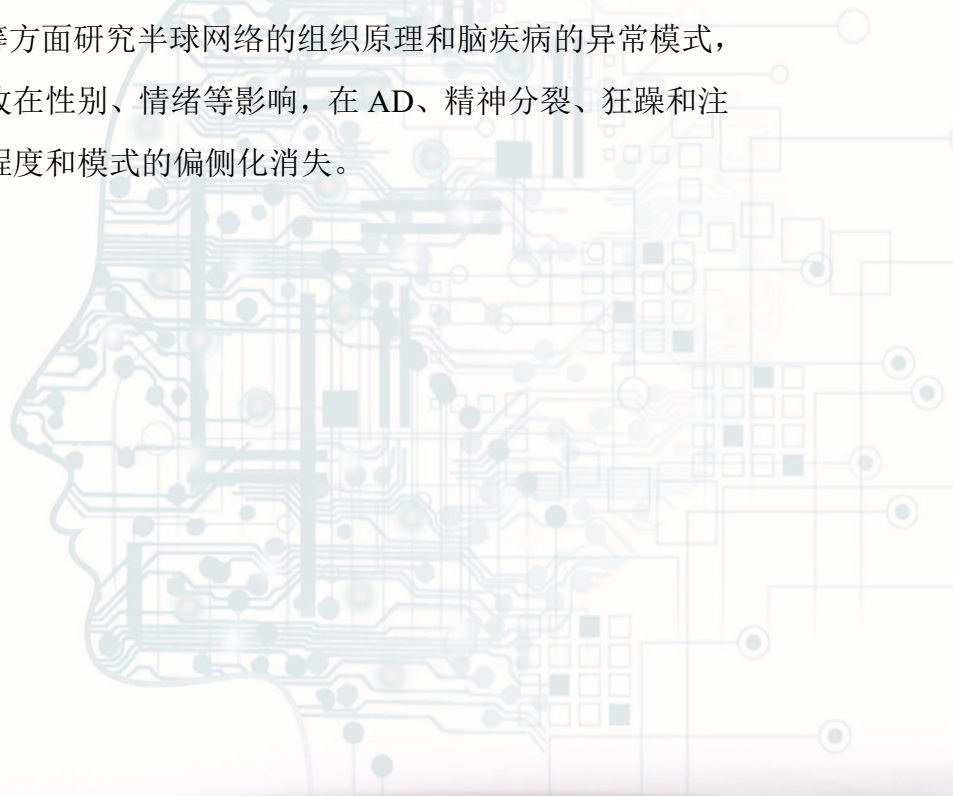 等方面研究半球网络的组织原理和脑疾病的异常模式，
在性别、情绪等影响，在 AD、精神分裂、狂躁和注
程度和模式的偏侧化消失。